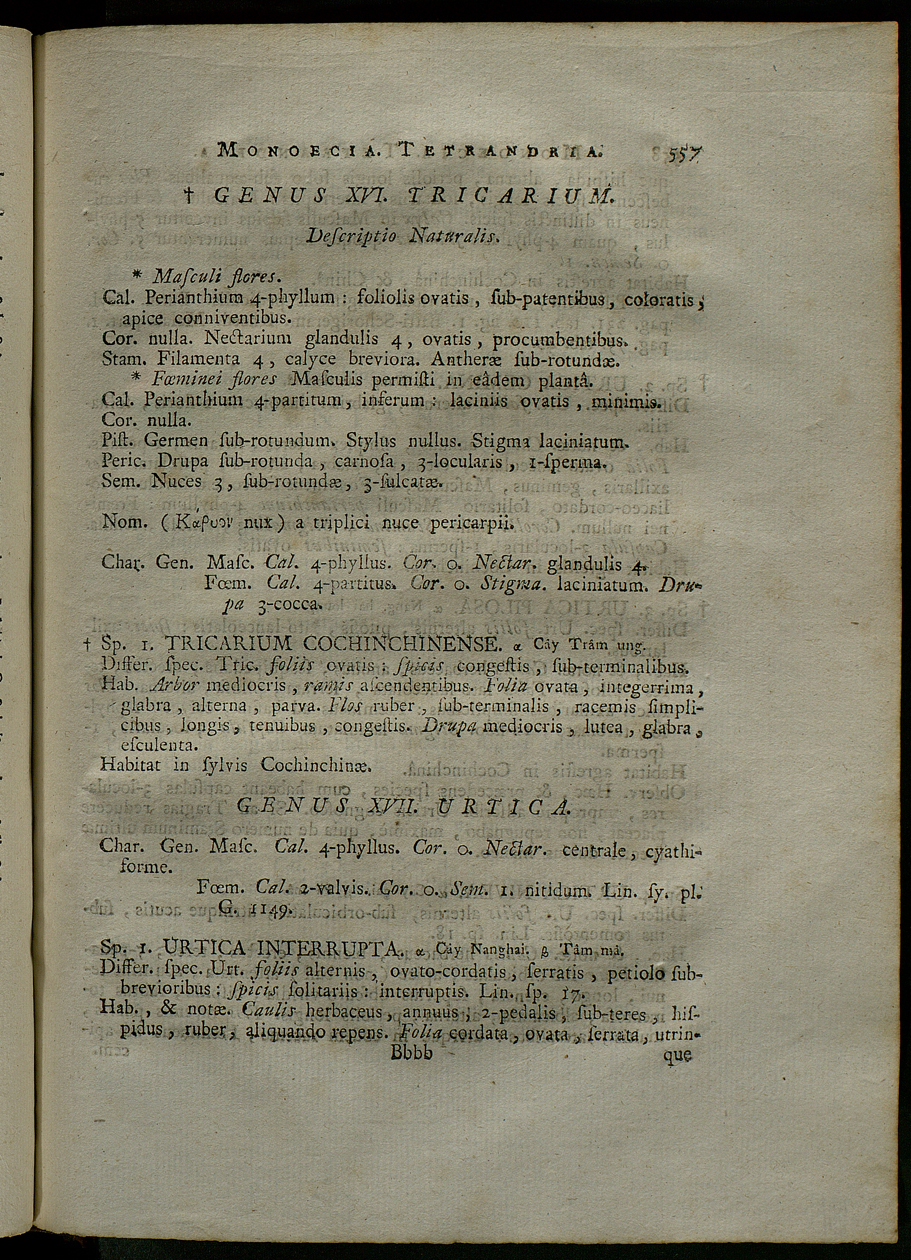 MONOECIA. TETRANDRIA. 557
† GENUS XVI. TRICARIUM.
Deſcriptio Naturalis.
* Maſculi flores.
Cal. Perianthium 4-phyllum : foliolis ovatis , ſub-patentibus, coloratis ;
apice conniventibus.
Cor. nulla. Nectarium glandulis 4 , ovatis , procumbentibus.
Stam. Filamenta 4 , calyce breviora. Antheræ ſub-rotundæ.
* Fœminei flores Maſculis permiſti in eâdem plantâ.
Cal. Perianthium 4-partitum, inferum : laciniis ovatis , minimis.
Cor. nulla.
Piſt. Germen ſub-rotundum. Stylus nullus. Stigma laciniatum.
Peric. Drupa ſub-rotunda , carnoſa , 3-locularis , 1-ſperma.
Sem. Nuces 3, ſub-rotundæ, 3-ſulcatæ.
Nom. ( Κάρυον nux ) a triplici nuce pericarpii.
Char. Gen. Maſc. Cal. 4-phyllus. Cor. 0. Nectar. glandulis 4.
Fœm. Cal. 4-partitus. Cor. 0. Stigma. laciniatum. Dru-
pa 3-cocca.
† Sp. 1. TRICARIUM COCHINCHINENSE. α Cây Trâm ung.
Differ. ſpec. Tric. foliis ovatis : ſpicis congeſtis , ſub-terminalibus.
Hab. Arbor mediocris , ramis aſcendentibus. Folia ovata , integerrima ,
glabra , alterna , parva. Flos ruber , ſub-terminalis , racemis ſimpli-
cibus , longis , tenuibus , congeſtis. Drupa mediocris , lutea , glabra ,
eſculenta.
Habitat in ſylvis Cochinchinæ.
GENUS XVII. URTICA.
Char. Gen. Maſc. Cal. 4-phyllus. Cor. 0. Nectar. centrale, cyathi-
forme.
Fœm. Cal. 2-valvis. Cor. 0. Sem. 1. nitidum. Lin. ſy. pl.
G. 1149.
Sp. 1. URTICA INTERRUPTA. α Cây Nanghai. β Tâm mâ.
Differ. ſpec. Urt. foliis alternis , ovato-cordatis , ſerratis , petiolo ſub-
brevioribus : ſpicis ſolitariis : interruptis. Lin. ſp. 17.
Hab. , & notæ. Caulis herbaceus, annuus , 2-pedalis , ſub-teres , hiſ-
pidus , ruber , aliquando repens. Folia cordata , ovata , ſerrata , utrin-
Bbbb que